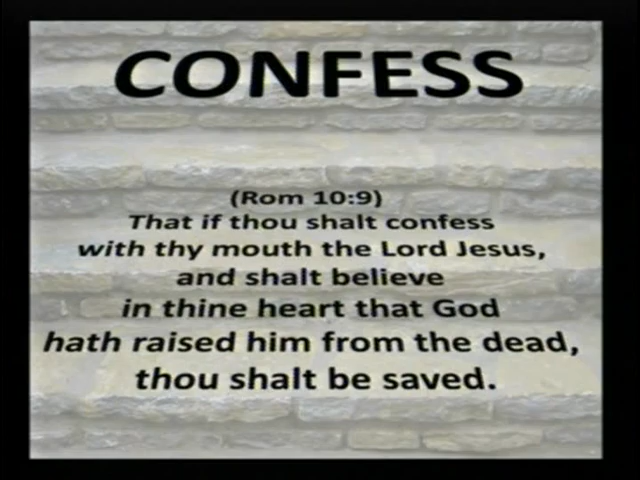 CONFESS
(Rom 10:9)
That if thou shalt confess
with thy mouth the Lord Jesus,
and shalt believe
in thine heart that God
hath raised him from the dead,
thou shalt be saved.